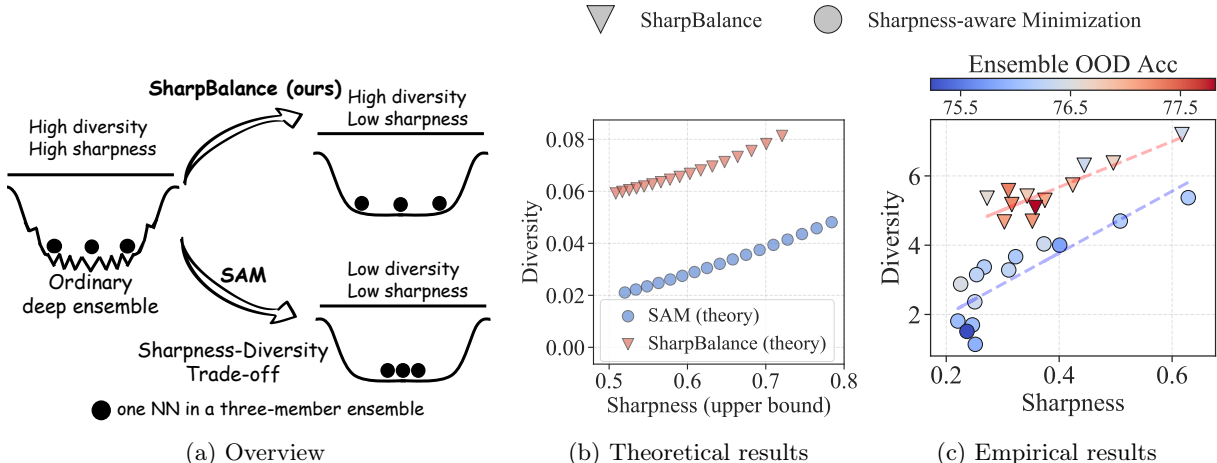 SharpBalance
Sharpness-aware Minimization
SharpBalance (ours)
High diversity
Low sharpness
High diversity
High sharpness
Ordinary
deep ensemble
SAM
Low diversity
Low sharpness
Sharpness-Diversity
Trade-off
one NN in a three-member ensemble
(a) Overview
Diversity
0.08
0.06
0.04
0.02
0.00
SAM (theory)
SharpBalance (theory)
0.5 0.6 0.7 0.8
Sharpness (upper bound)
(b) Theoretical results
Ensemble OOD Acc
75.5 76.5 77.5
Diversity
6
4
2
0.2 0.4 0.6
Sharpness
(c) Empirical results